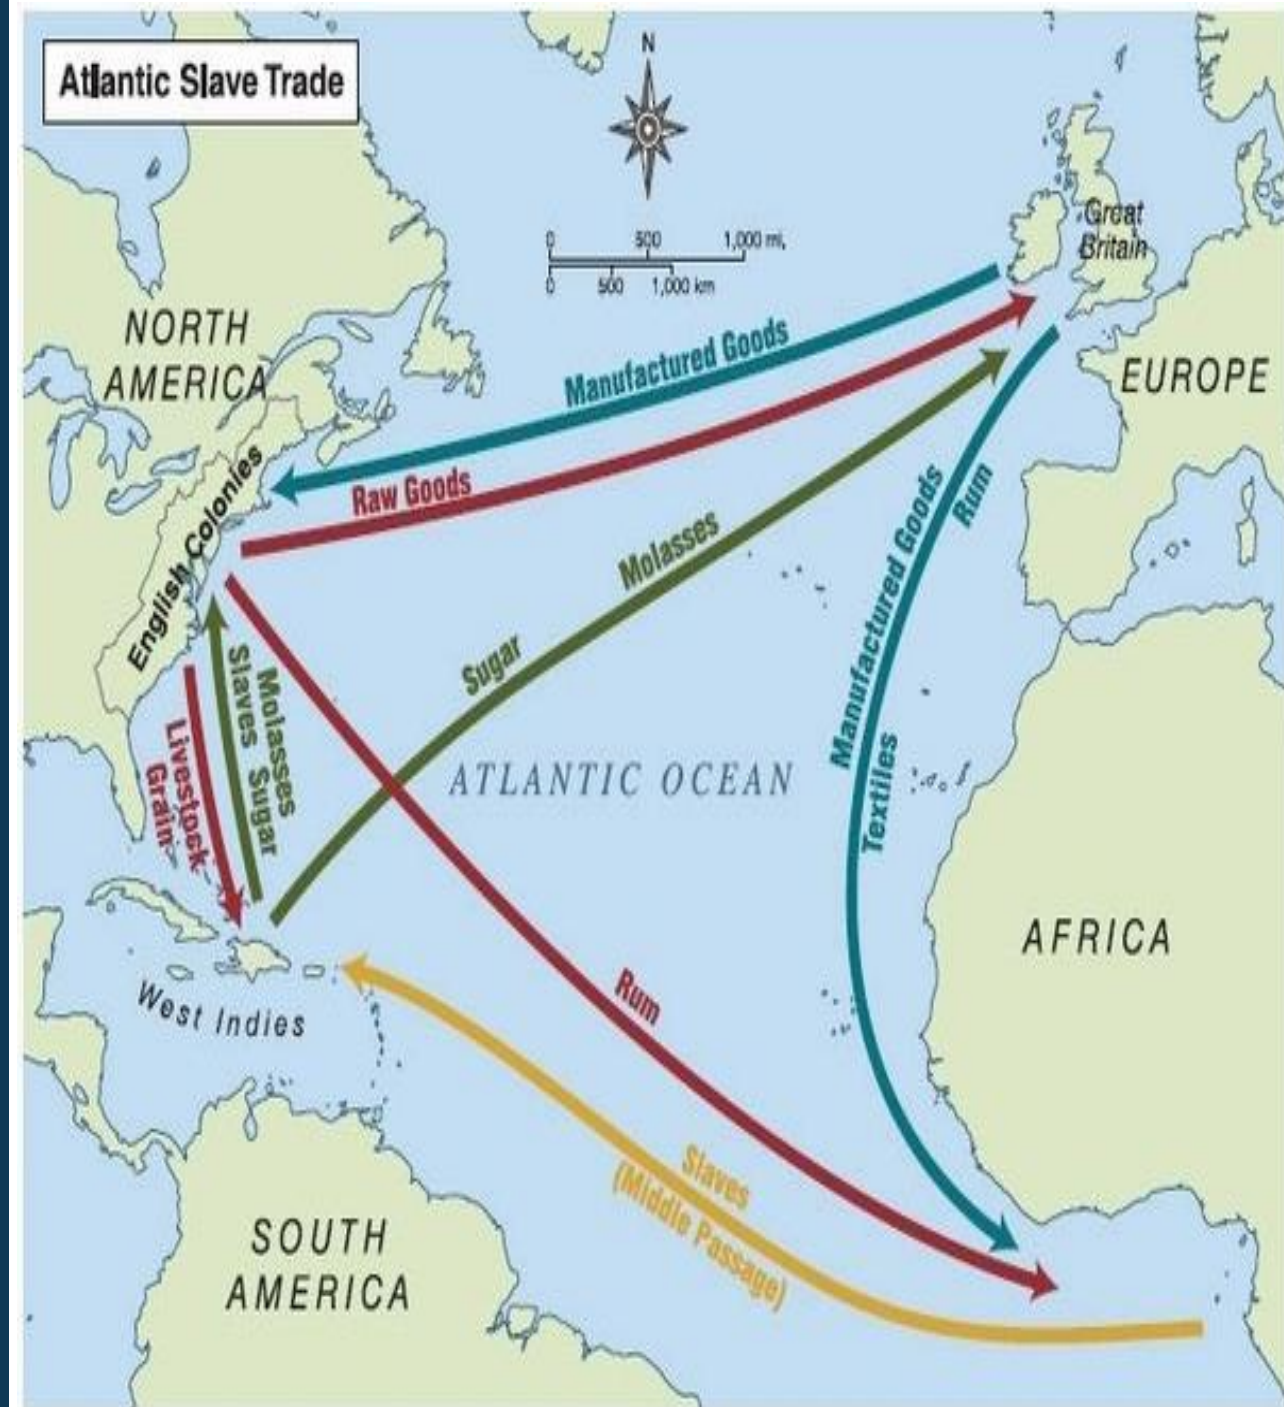 Atlantic Slave Trade
N
0 500 1,000 mi.
0 500 1,000 km
Great
Britain
NORTH
AMERICA
EUROPE
Manufactured Goods
Raw Goods
English Colonies
Molasses
Sugar
Manufactured Goods
Rum
Textiles
Molasses
Slaves Sugar
Livestock
Grain
ATLANTIC OCEAN
AFRICA
West Indies
Rum
Slaves
(Middle Passage)
SOUTH
AMERICA